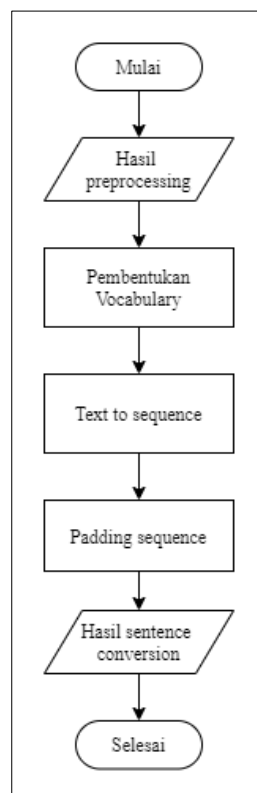 Mulai
Hasil
preprocessing
Pembentukan
Vocabulary
Text to sequence
Padding sequence
Hasil sentence
conversion
Selesai